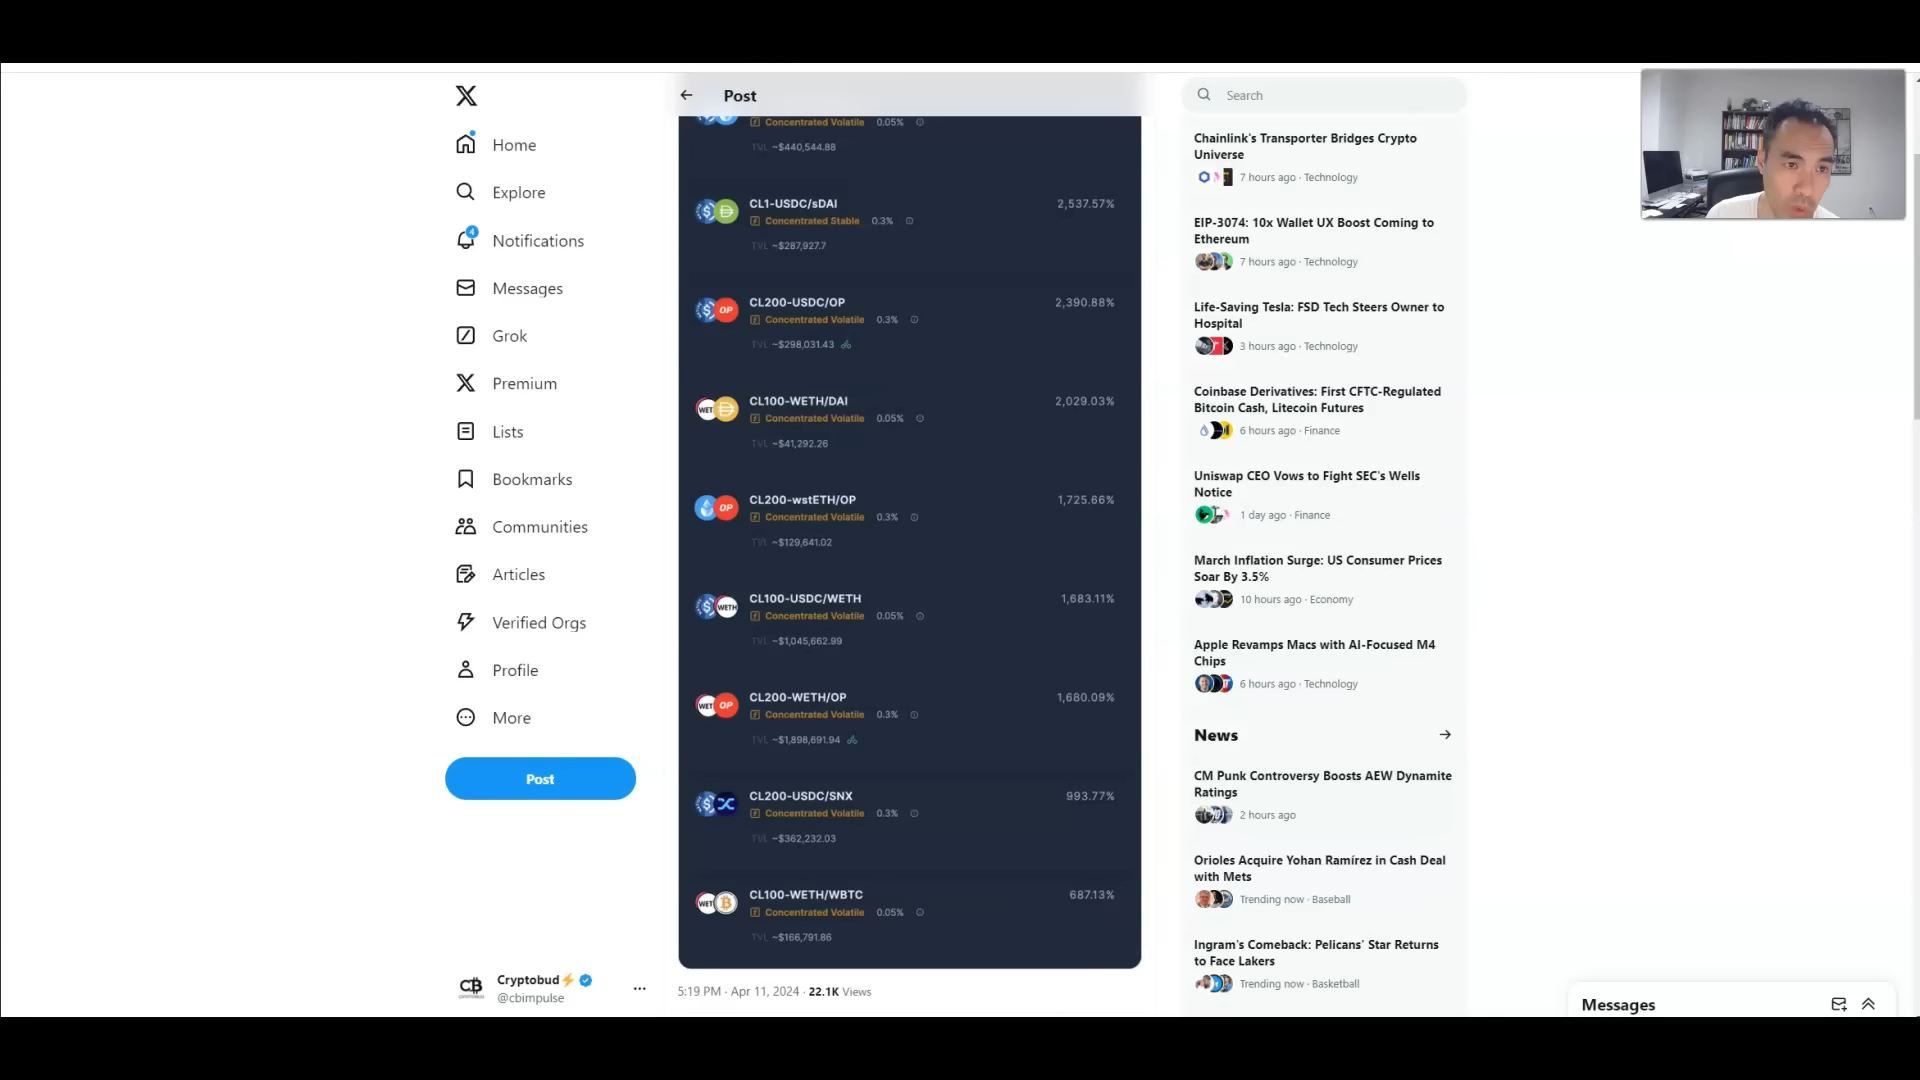 Home
Explore
4
Notifications
Messages
Grok
Premium
Lists
Bookmarks
Communities
Articles
Verified Orgs
Profile
More
Post
Cryptobud
@cbimpulse
Post
Concentrated Volatile 0.05%
TVL ~$440,544.88
CL1-USDC/sDAI 2,537.57%
Concentrated Stable 0.3%
TVL ~$287,927.7
CL200-USDC/OP 2,390.88%
OP
Concentrated Volatile 0.3%
TVL ~$298,031.43
CL100-WETH/DAI 2,029.03%
WET
Concentrated Volatile 0.05%
TVL ~$41,292.26
CL200-wstETH/OP 1,725.66%
OP
Concentrated Volatile 0.3%
TVL ~$129,641.02
CL100-USDC/WETH 1,683.11%
WETH
Concentrated Volatile 0.05%
TVL ~$1,045,662.99
CL200-WETH/OP 1,680.09%
WET OP
Concentrated Volatile 0.3%
TVL ~$1,898,691.94
CL200-USDC/SNX 993.77%
Concentrated Volatile 0.3%
TVL ~$362,232.03
CL100-WETH/WBTC 687.13%
WET
Concentrated Volatile 0.05%
TVL ~$166,791.86
5:19 PM · Apr 11, 2024 · 22.1K Views
Search
Chainlink's Transporter Bridges Crypto
Universe
7 hours ago · Technology
EIP-3074: 10x Wallet UX Boost Coming to
Ethereum
7 hours ago · Technology
Life-Saving Tesla: FSD Tech Steers Owner to
Hospital
3 hours ago · Technology
Coinbase Derivatives: First CFTC-Regulated
Bitcoin Cash, Litecoin Futures
6 hours ago · Finance
Uniswap CEO Vows to Fight SEC's Wells
Notice
1 day ago · Finance
March Inflation Surge: US Consumer Prices
Soar By 3.5%
10 hours ago · Economy
Apple Revamps Macs with AI-Focused M4
Chips
6 hours ago · Technology
News
CM Punk Controversy Boosts AEW Dynamite
Ratings
2 hours ago
Orioles Acquire Yohan Ramírez in Cash Deal
with Mets
Trending now · Baseball
Ingram's Comeback: Pelicans' Star Returns
to Face Lakers
Trending now · Basketball
Messages